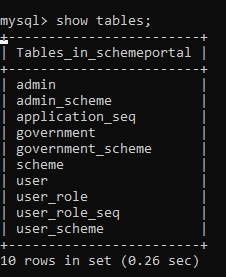 mysql> show tables;
+-------------------------+
| Tables_in_schemeportal |
+-------------------------+
| admin |
| admin_scheme |
| application_seq |
| government |
| government_scheme |
| scheme |
| user |
| user_role |
| user_role_seq |
| user_scheme |
+-------------------------+
10 rows in set (0.26 sec)